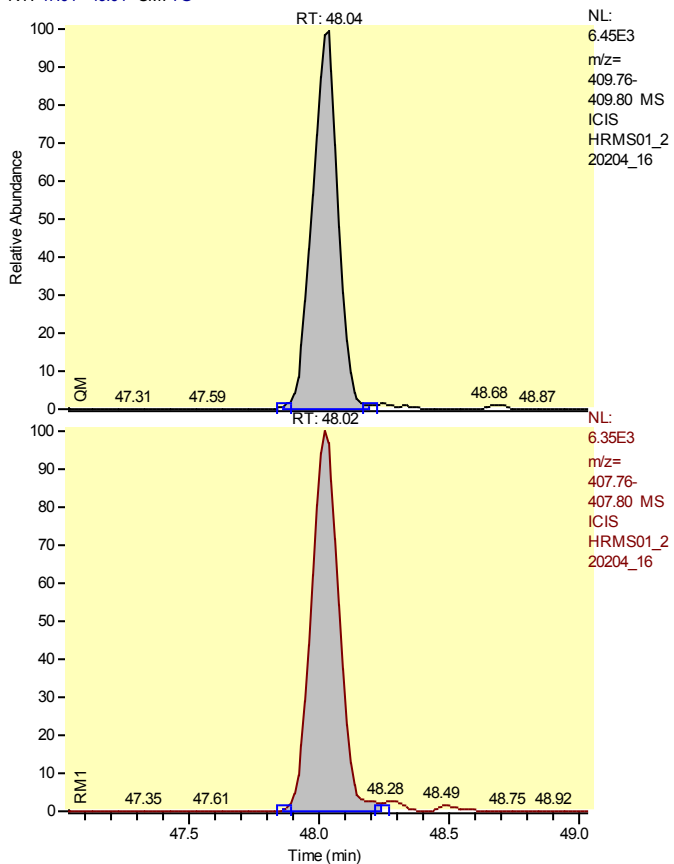 RT: 48.04
100
90
80
70
60
50
40
30
20
10
0
Relative Abundance
QM
47.31 47.59 48.68 48.87
NL:
6.45E3
m/z=
409.76-
409.80 MS
ICIS
HRMS01_2
20204_16
RT: 48.02
100
90
80
70
60
50
40
30
20
10
0
RM1
47.35 47.61 48.28 48.49 48.75 48.92
NL:
6.35E3
m/z=
407.76-
407.80 MS
ICIS
HRMS01_2
20204_16
47.5 48.0 48.5 49.0
Time (min)